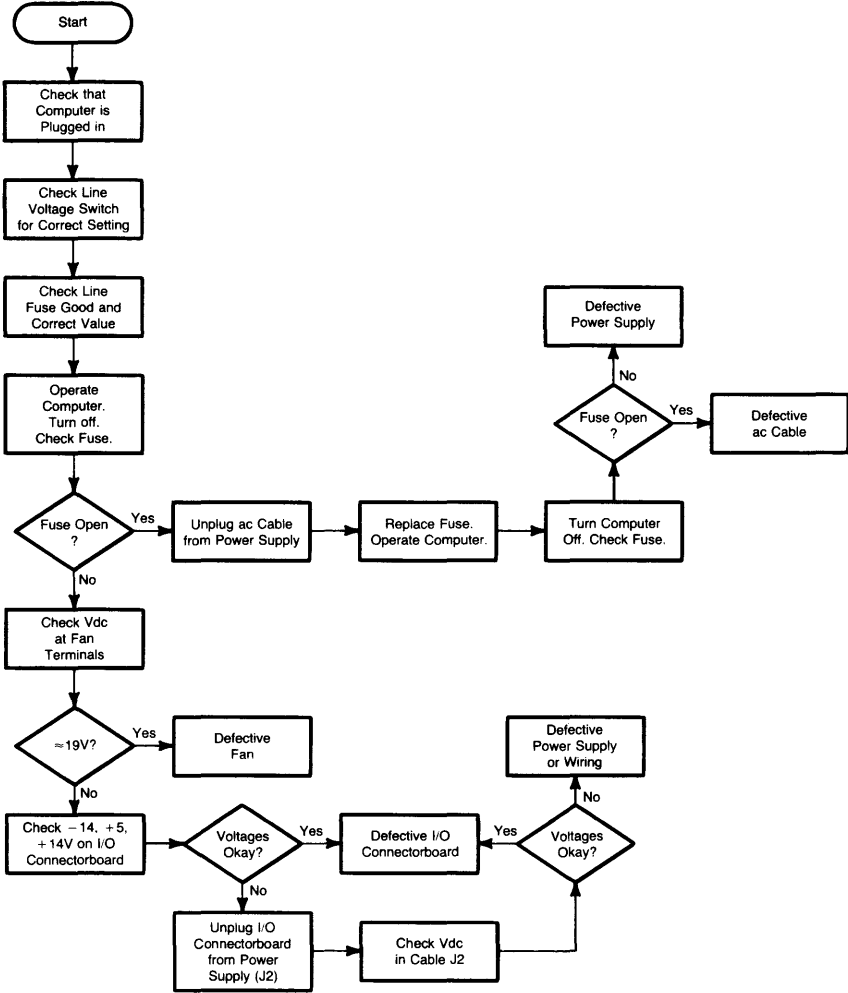 Start
Check that
Computer is
Plugged in
Check Line
Voltage Switch
for Correct Setting
Check Line
Fuse Good and
Correct Value
Operate
Computer.
Turn off.
Check Fuse.
Fuse Open
?
Yes
No
Unplug ac Cable
from Power Supply
Replace Fuse.
Operate Computer.
Turn Computer
Off. Check Fuse.
Fuse Open
?
No
Yes
Defective
Power Supply
Defective
ac Cable
Check Vdc
at Fan
Terminals
≈19V?
Yes
No
Defective
Fan
Check −14, +5,
+14V on I/O
Connectorboard
Voltages
Okay?
Yes
No
Defective I/O
Connectorboard
Unplug I/O
Connectorboard
from Power
Supply (J2)
Check Vdc
in Cable J2
Voltages
Okay?
Yes
No
Defective
Power Supply
or Wiring